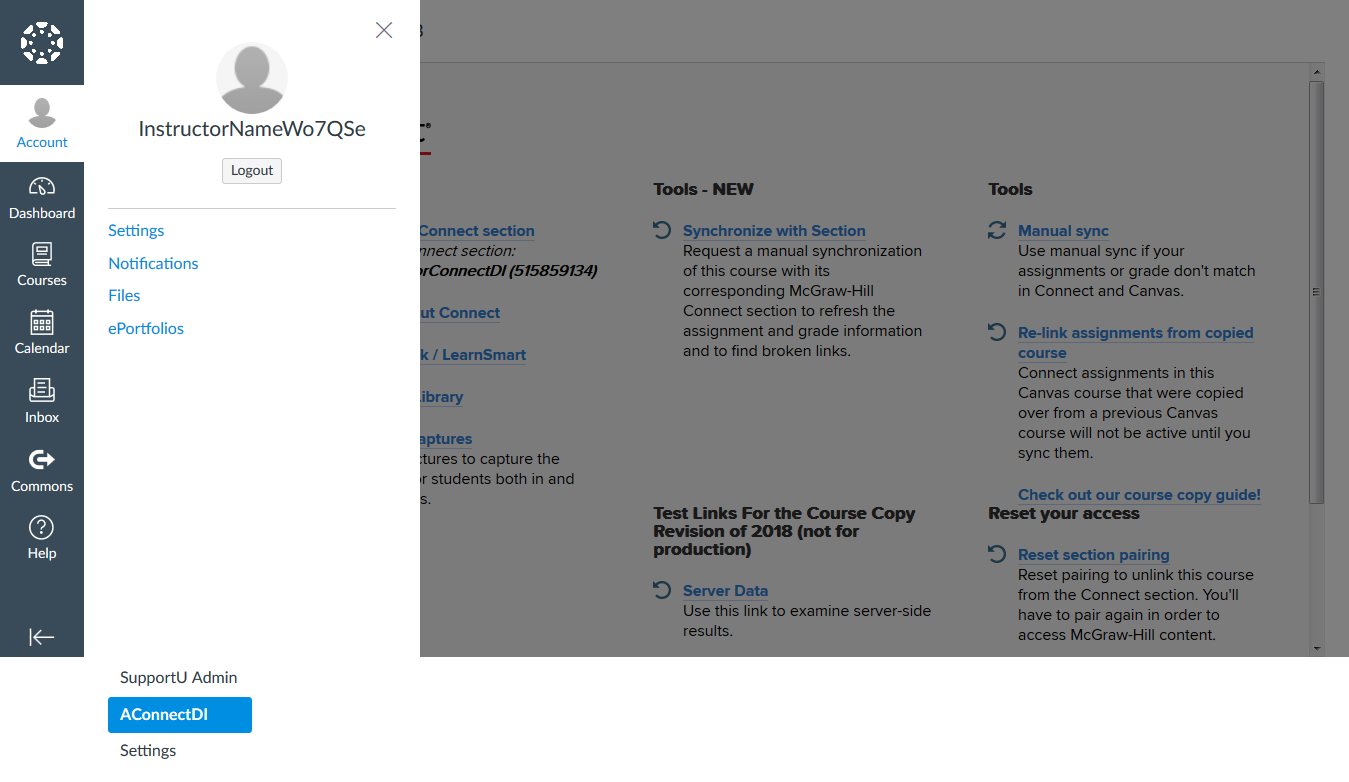 Account
Dashboard
Courses
Calendar
Inbox
Commons
Help
InstructorNameWo7QSe
Logout
Settings
Notifications
Files
ePortfolios
SupportU Admin
AConnectDI
Settings
Connect section
nnect section:
orConnectDI (515859134)
ut Connect
k / LearnSmart
Library
aptures
ctures to capture the
or students both in and
s.
Tools - NEW
Synchronize with Section
Request a manual synchronization
of this course with its
corresponding McGraw-Hill
Connect section to refresh the
assignment and grade information
and to find broken links.
Test Links For the Course Copy
Revision of 2018 (not for
production)
Server Data
Use this link to examine server-side
results.
Tools
Manual sync
Use manual sync if your
assignments or grade don't match
in Connect and Canvas.
Re-link assignments from copied
course
Connect assignments in this
Canvas course that were copied
over from a previous Canvas
course will not be active until you
sync them.
Check out our course copy guide!
Reset your access
Reset section pairing
Reset pairing to unlink this course
from the Connect section. You'll
have to pair again in order to
access McGraw-Hill content.